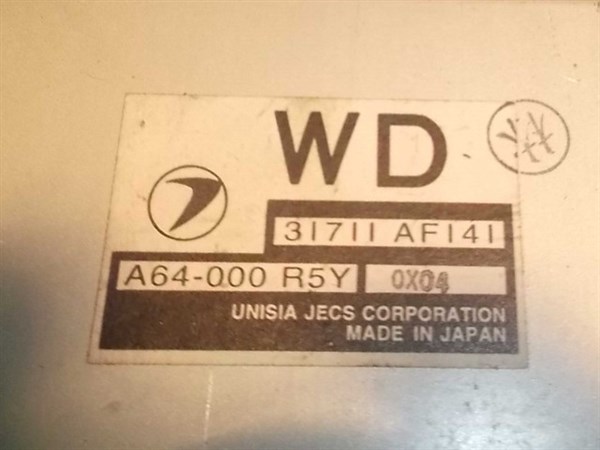 WD
31711 AF141
A64-000 R5Y 0X04
UNISIA JECS CORPORATION
MADE IN JAPAN